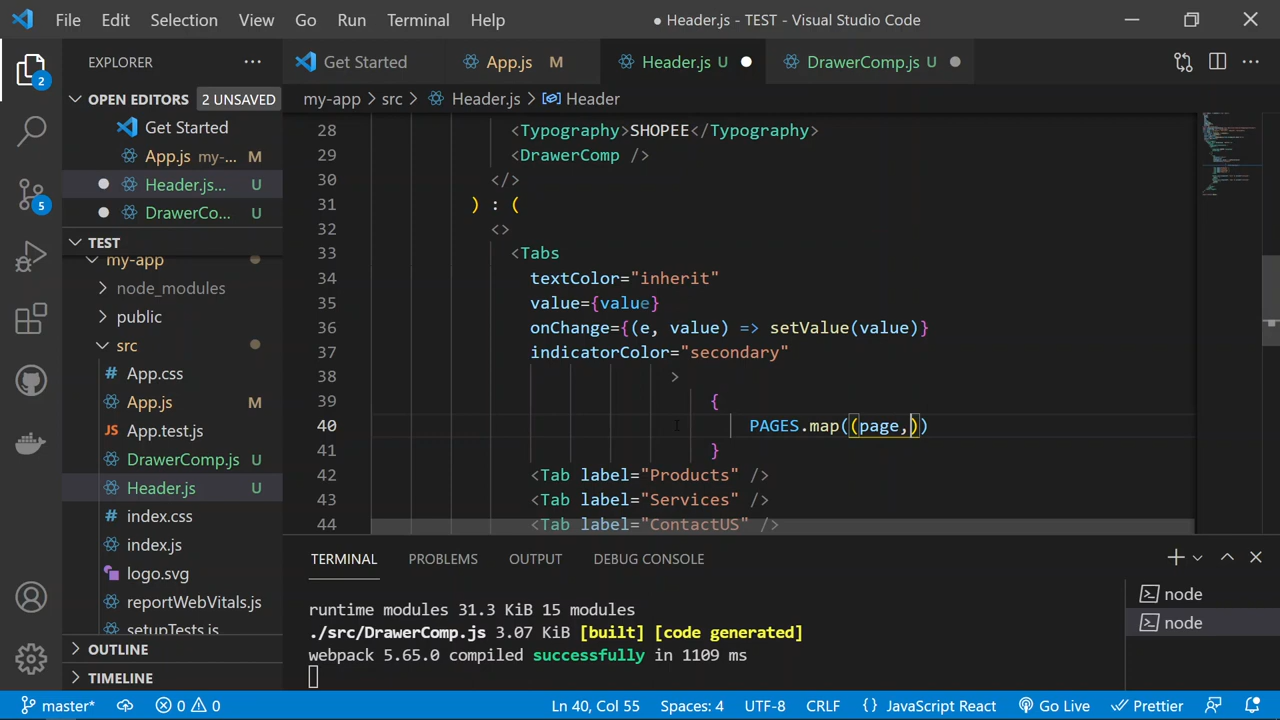 File Edit Selection View Go Run Terminal Help
● Header.js - TEST - Visual Studio Code
EXPLORER
Get Started
App.js M
Header.js U
DrawerComp.js U
OPEN EDITORS 2 UNSAVED
my-app > src > Header.js > Header
Get Started
App.js my-... M
Header.js... U
DrawerCo... U
TEST
my-app
node_modules
public
src
App.css
App.js M
App.test.js
DrawerComp.js U
Header.js U
index.css
index.js
logo.svg
reportWebVitals.js
setupTests.js
OUTLINE
TIMELINE
2
5
28 <Typography>SHOPEE</Typography>
29 <DrawerComp />
30 </>
31 ) : (
32 <>
33 <Tabs
34 textColor="inherit"
35 value={value}
36 onChange={(e, value) => setValue(value)}
37 indicatorColor="secondary"
38 >
39 {
40 PAGES.map((page,))
41 }
42 <Tab label="Products" />
43 <Tab label="Services" />
44 <Tab label="ContactUS" />
TERMINAL PROBLEMS OUTPUT DEBUG CONSOLE
runtime modules 31.3 KiB 15 modules
./src/DrawerComp.js 3.07 KiB [built] [code generated]
webpack 5.65.0 compiled successfully in 1109 ms
node
node
master* 0 0 Ln 40, Col 55 Spaces: 4 UTF-8 CRLF {} JavaScript React Go Live Prettier